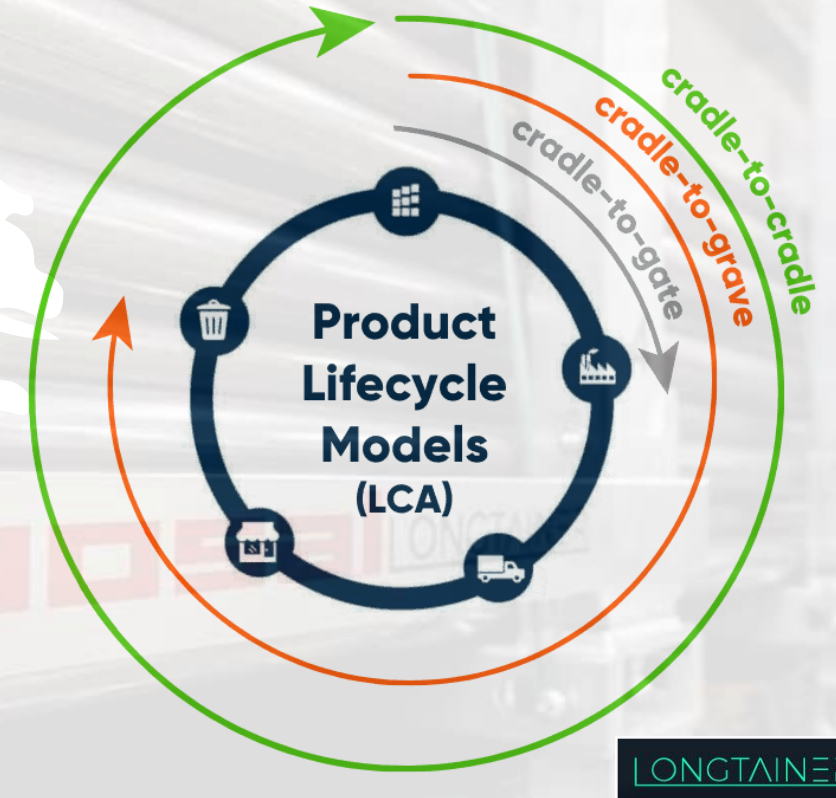 cradle-to-cradle
cradle-to-grave
cradle-to-gate
Product
Lifecycle
Models
(LCA)
LONGTAINE